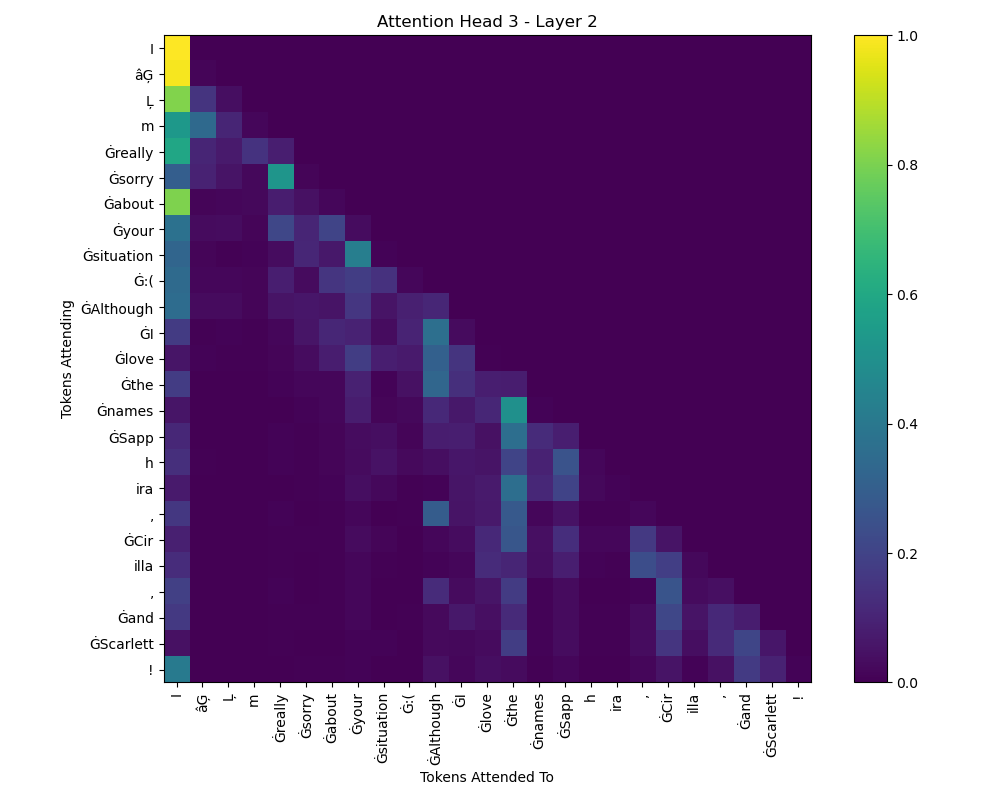 Attention Head 3 - Layer 2
I
âĢ
Ļ
m
Ġreally
Ġsorry
Ġabout
Ġyour
Ġsituation
Ġ:(
ĠAlthough
ĠI
Ġlove
Ġthe
Ġnames
ĠSapp
h
ira
,
ĠCir
illa
,
Ġand
ĠScarlett
!
Tokens Attending
I
âĢ
Ļ
m
Ġreally
Ġsorry
Ġabout
Ġyour
Ġsituation
Ġ:(
ĠAlthough
ĠI
Ġlove
Ġthe
Ġnames
ĠSapp
h
ira
,
ĠCir
illa
,
Ġand
ĠScarlett
!
Tokens Attended To
1.0
0.8
0.6
0.4
0.2
0.0